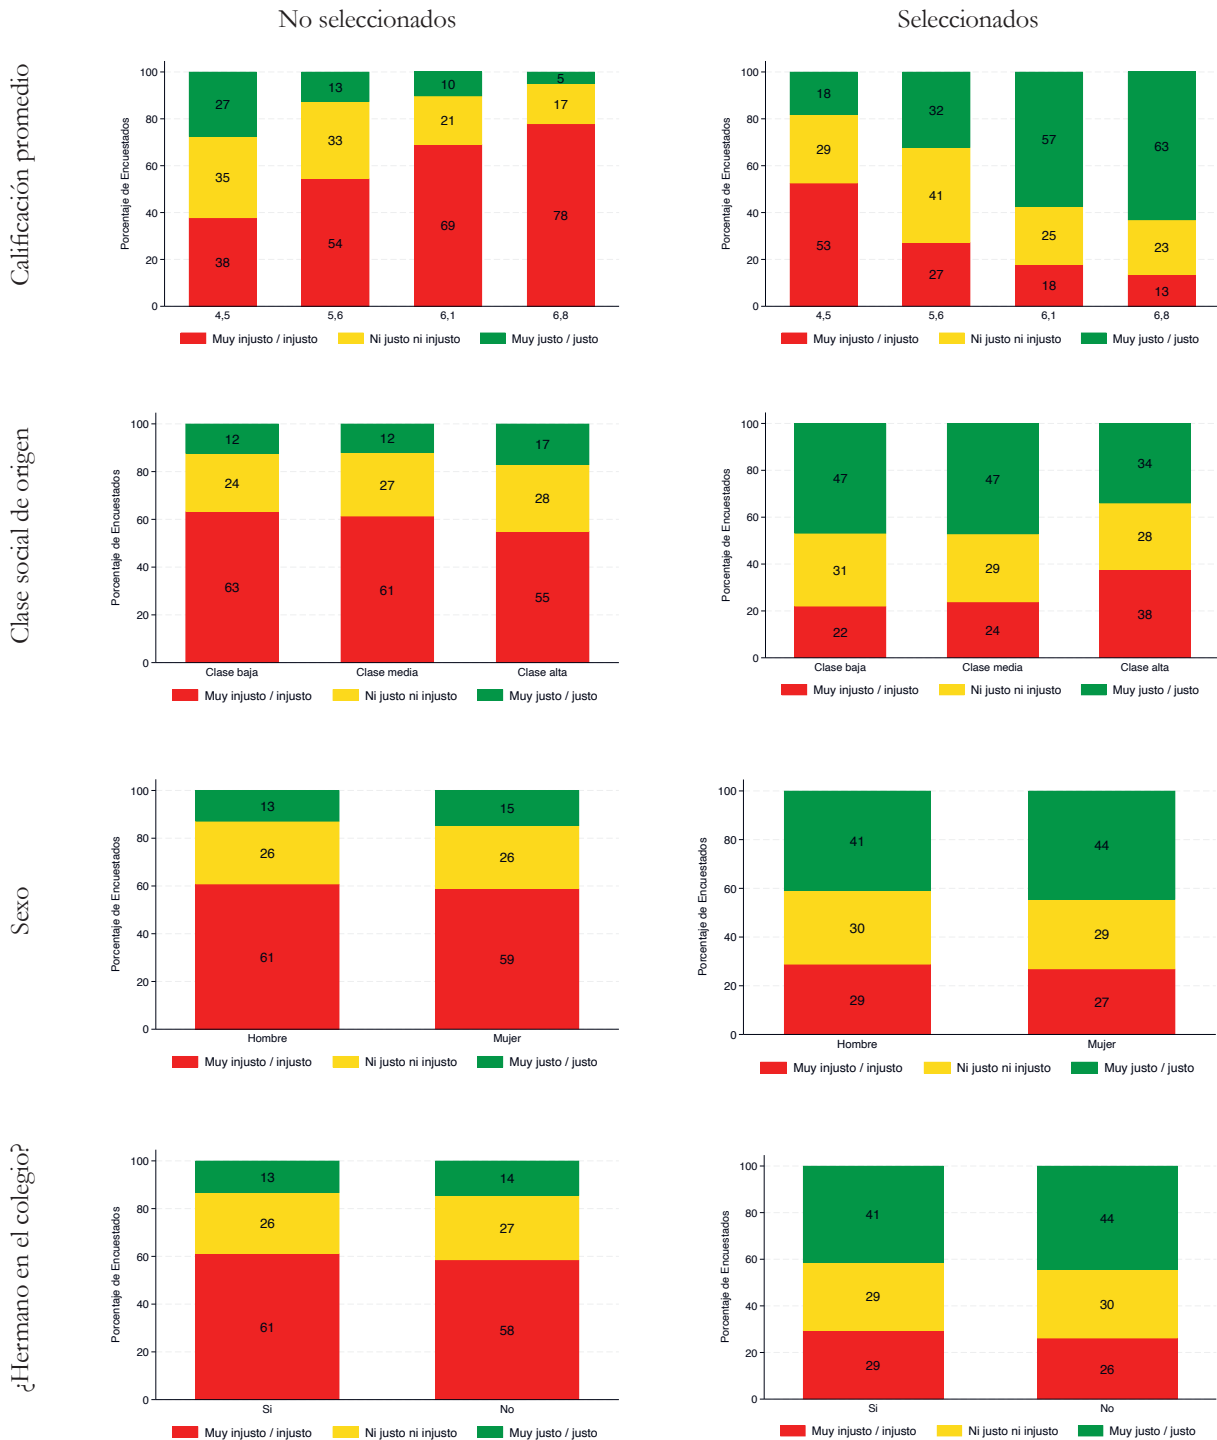 No seleccionados
Seleccionados
Calificación promedio
Porcentaje de Encuestados
100
80
60
40
20
0
27
35
38
13
33
54
10
21
69
5
17
78
4,5
5,6
6,1
6,8
Muy injusto / injusto
Ni justo ni injusto
Muy justo / justo
Porcentaje de Encuestados
100
80
60
40
20
0
18
29
53
32
41
27
57
25
18
63
23
13
4,5
5,6
6,1
6,8
Muy injusto / injusto
Ni justo ni injusto
Muy justo / justo
Clase social de origen
Porcentaje de Encuestados
100
80
60
40
20
0
12
24
63
12
27
61
17
28
55
Clase baja
Clase media
Clase alta
Muy injusto / injusto
Ni justo ni injusto
Muy justo / justo
Porcentaje de Encuestados
100
80
60
40
20
0
47
31
22
47
29
24
34
28
38
Clase baja
Clase media
Clase alta
Muy injusto / injusto
Ni justo ni injusto
Muy justo / justo
Sexo
Porcentaje de Encuestados
100
80
60
40
20
0
13
26
61
15
26
59
Hombre
Mujer
Muy injusto / injusto
Ni justo ni injusto
Muy justo / justo
Porcentaje de Encuestados
100
80
60
40
20
0
41
30
29
44
29
27
Hombre
Mujer
Muy injusto / injusto
Ni justo ni injusto
Muy justo / justo
¿Hermano en el colegio?
Porcentaje de Encuestados
100
80
60
40
20
0
13
26
61
14
27
58
Si
No
Muy injusto / injusto
Ni justo ni injusto
Muy justo / justo
Porcentaje de Encuestados
100
80
60
40
20
0
41
29
29
44
30
26
Si
No
Muy injusto / injusto
Ni justo ni injusto
Muy justo / justo